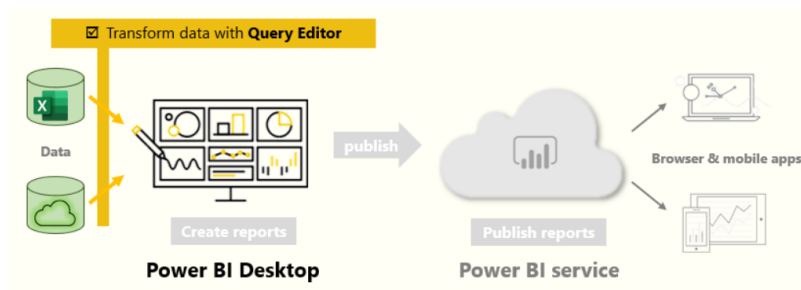 Transform data with Query Editor
X
Data
publish
Browser & mobile apps
Create reports
Publish reports
Power BI Desktop
Power BI service